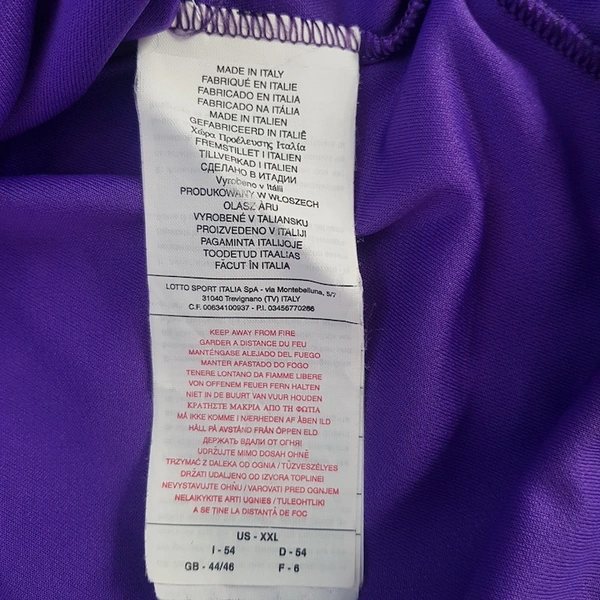 MADE IN ITALY
FABRIQUÉ EN ITALIE
FABRICADO EN ITALIA
FABRICADO NA ITÁLIA
MADE IN ITALIEN
GEFABRICEERD IN ITALIË
Χώρα Προέλευσης Ιταλία
FREMSTILLET I ITALIEN
TILLVERKAD I ITALIEN
СДЕЛАНО В ИТАДИИ
Vyrobeno v Itálii
PRODUKOWANY W WŁOSZECH
OLASZ ÀRU
VYROBENÉ V TALIANSKU
PROIZVEDENO V ITALIJI
PAGAMINTA ITALIJOJE
TOODETUD ITAALIAS
FĂCUT ÎN ITALIA
LOTTO SPORT ITALIA SpA - via Montebelluna, 5/7
31040 Trevignano (TV) ITALY
C.F. 00634100937 - P.I. 03456770266
KEEP AWAY FROM FIRE
GARDER A DISTANCE DU FEU
MANTÉNGASE ALEJADO DEL FUEGO
MANTER AFASTADO DO FOGO
TENERE LONTANO DA FIAMME LIBERE
VON OFFENEM FEUER FERN HALTEN
NIET IN DE BUURT VAN VUUR HOUDEN
ΚΡΑΤΗΣΤΕ ΜΑΚΡΙΑ ΑΠΟ ΤΗ ΦΩΤΙΑ
MÅ IKKE KOMME I NÆRHEDEN AF ÅBEN ILD
HÅLL PÅ AVSTÅND FRÅN ÖPPEN ELD
ДЕРЖАТЬ ВДАЛИ ОТ ОГНЯ!
UDRŽUJTE MIMO DOSAH OHNĚ
TRZYMAĆ Z DALEKA OD OGNIA / TŰZVESZÉLYES
DRŽATI UDALJENO OD IZVORA TOPLINE!
NEVYSTAVUJTE OHŇU / VAROVATI PRED OGNJEM
NELAIKYKITE ARTI UGNIES / TULEOHTLIKI
A SE ȚINE LA DISTANȚĂ DE FOC
US - XXL
I - 54 D - 54
GB - 44/46 F - 6